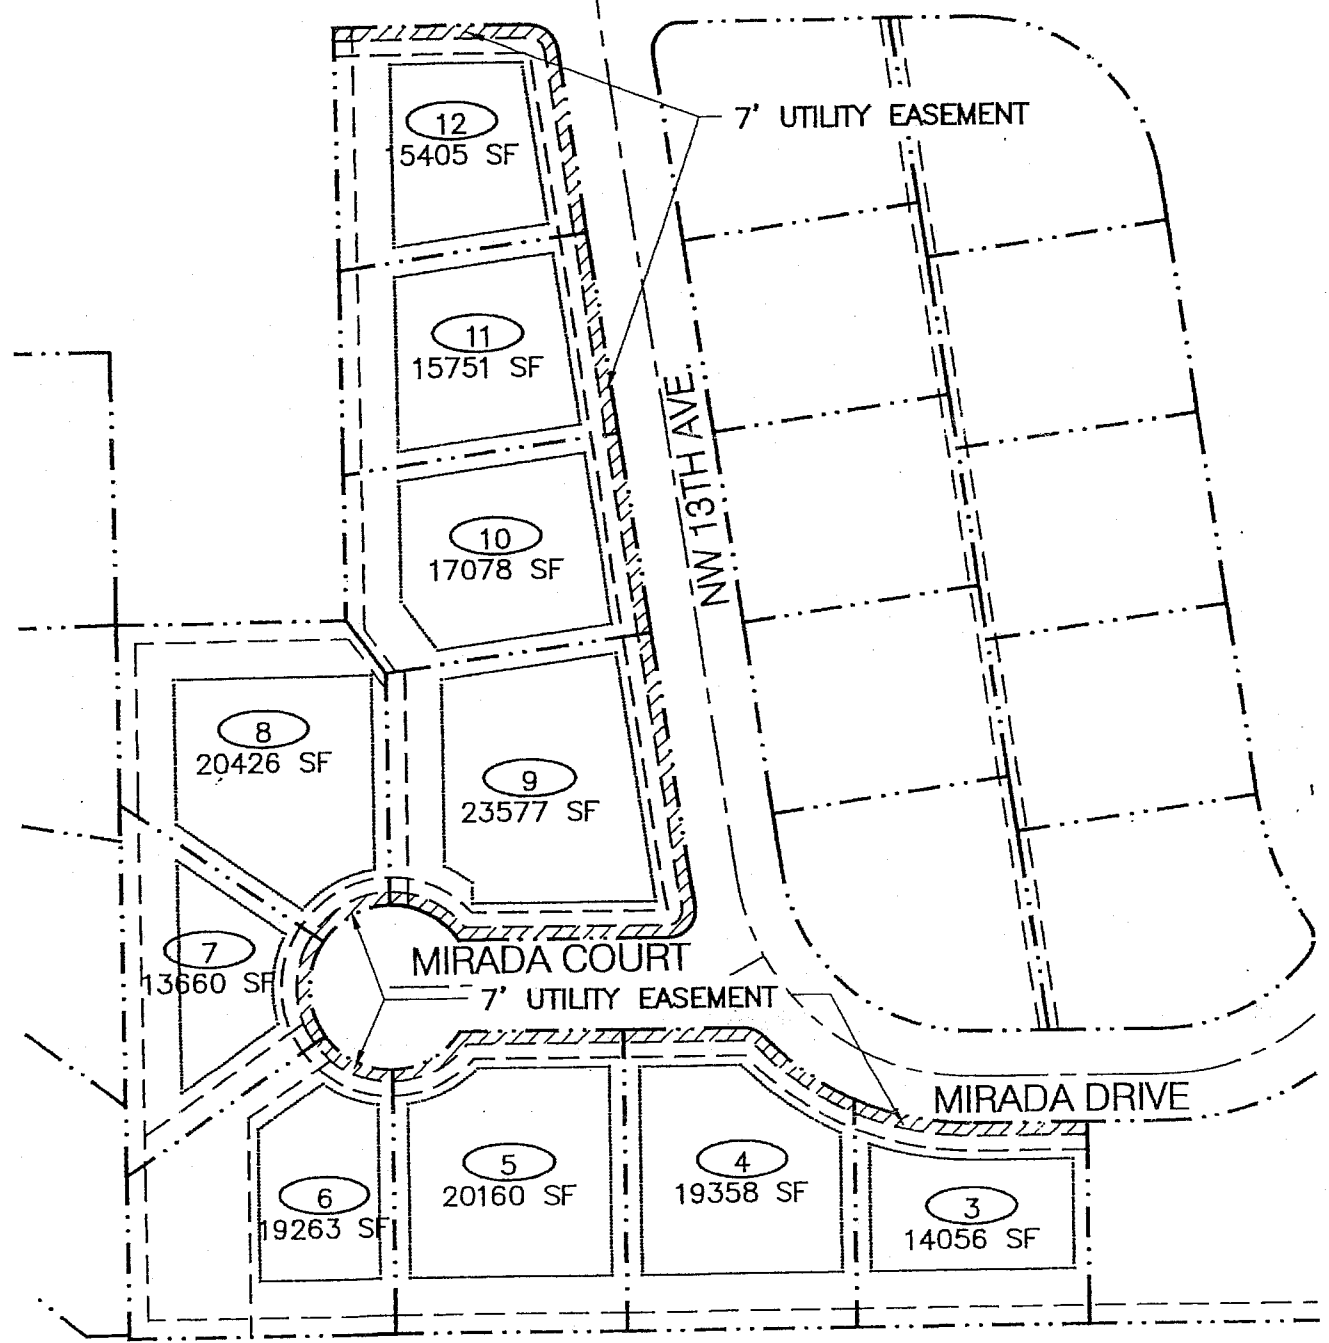 7' UTILITY EASEMENT
12
15405 SF
11
15751 SF
NW 13TH AVE
10
17078 SF
8
20426 SF
9
23577 SF
7
13660 SF
MIRADA COURT
7' UTILITY EASEMENT
MIRADA DRIVE
6
19263 SF
5
20160 SF
4
19358 SF
3
14056 SF